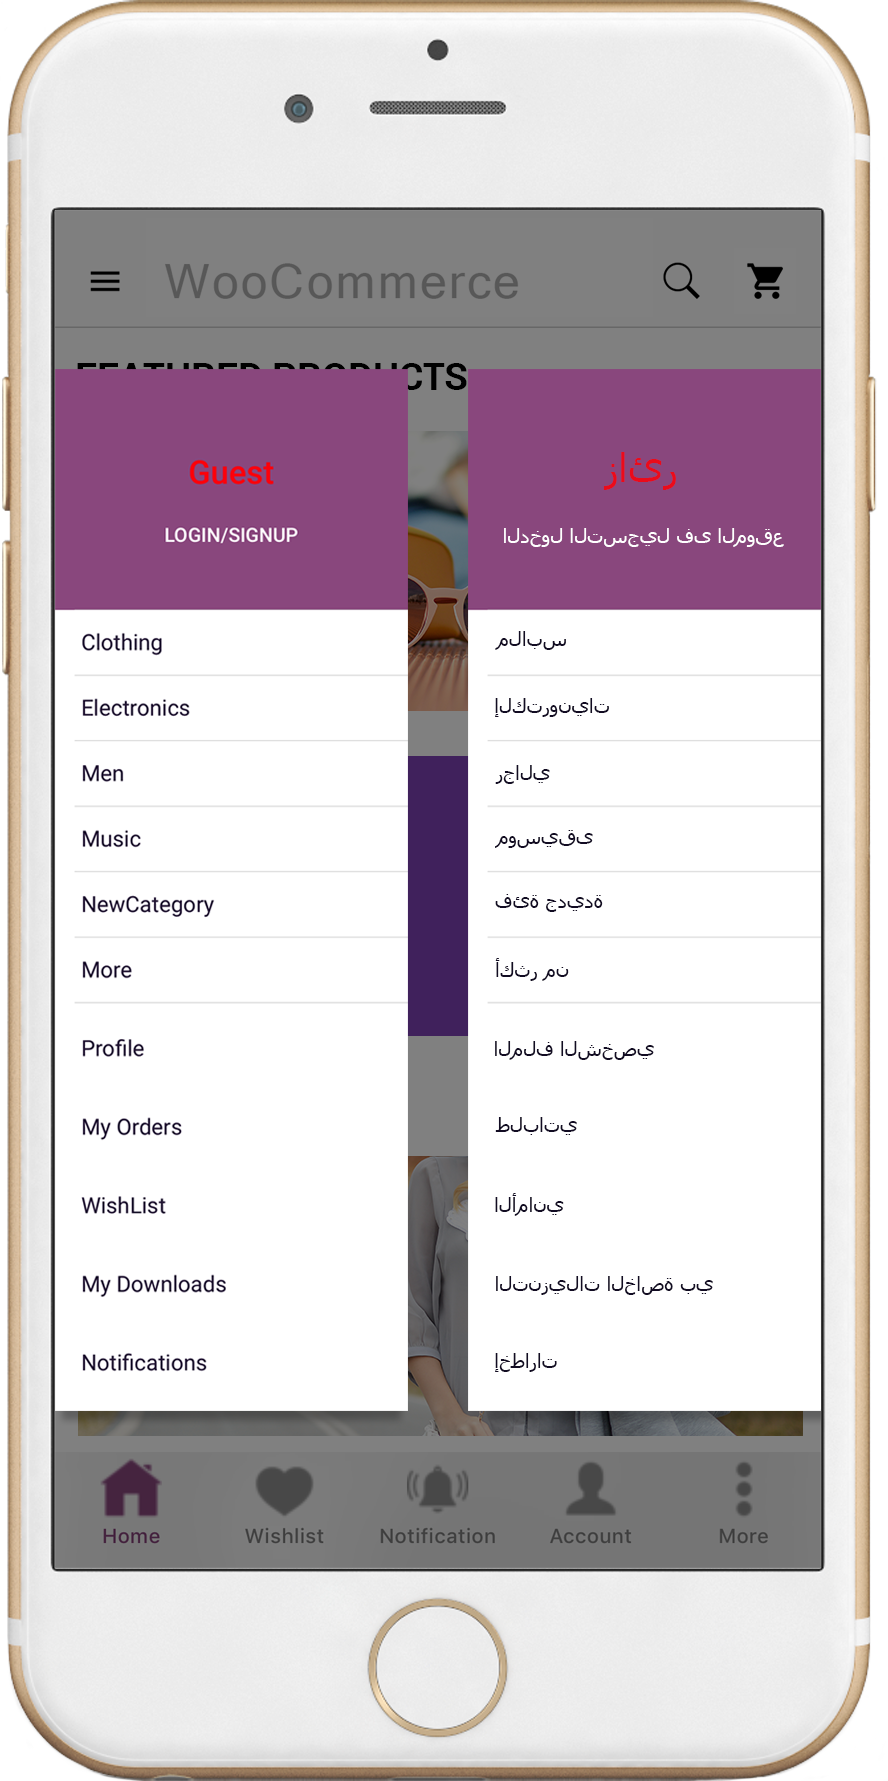 WooCommerce
FEATURED PRODUCTS
Guest
LOGIN/SIGNUP
Clothing
Electronics
Men
Music
NewCategory
More
Profile
My Orders
WishList
My Downloads
Notifications
زائر
الدخول التسجيل فى الموقع
ملابس
إلكترونيات
رجالي
موسيقى
فئة جديدة
أكثر من
الملف الشخصي
طلباتي
الأماني
التنزيلات الخاصة بي
إخطارات
Home
Wishlist
Notification
Account
More